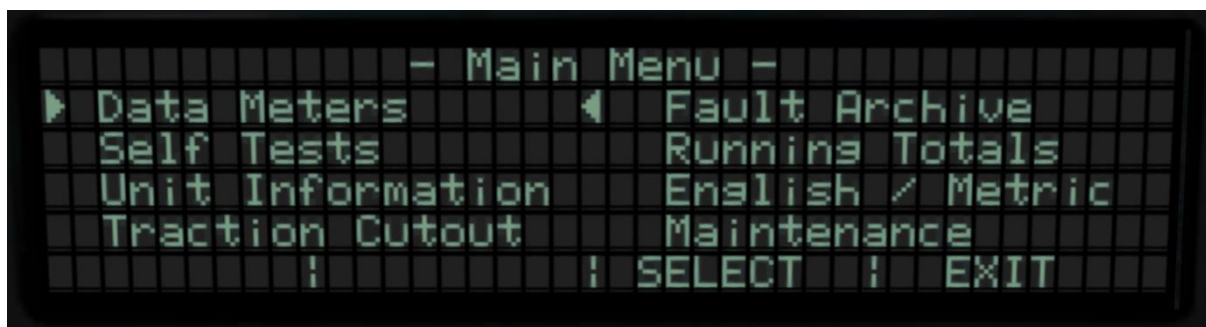 - Main Menu -
▶ Data Meters ◀ Fault Archive
Self Tests Running Totals
Unit Information English / Metric
Traction Cutout Maintenance
¦ ¦ SELECT ¦ EXIT